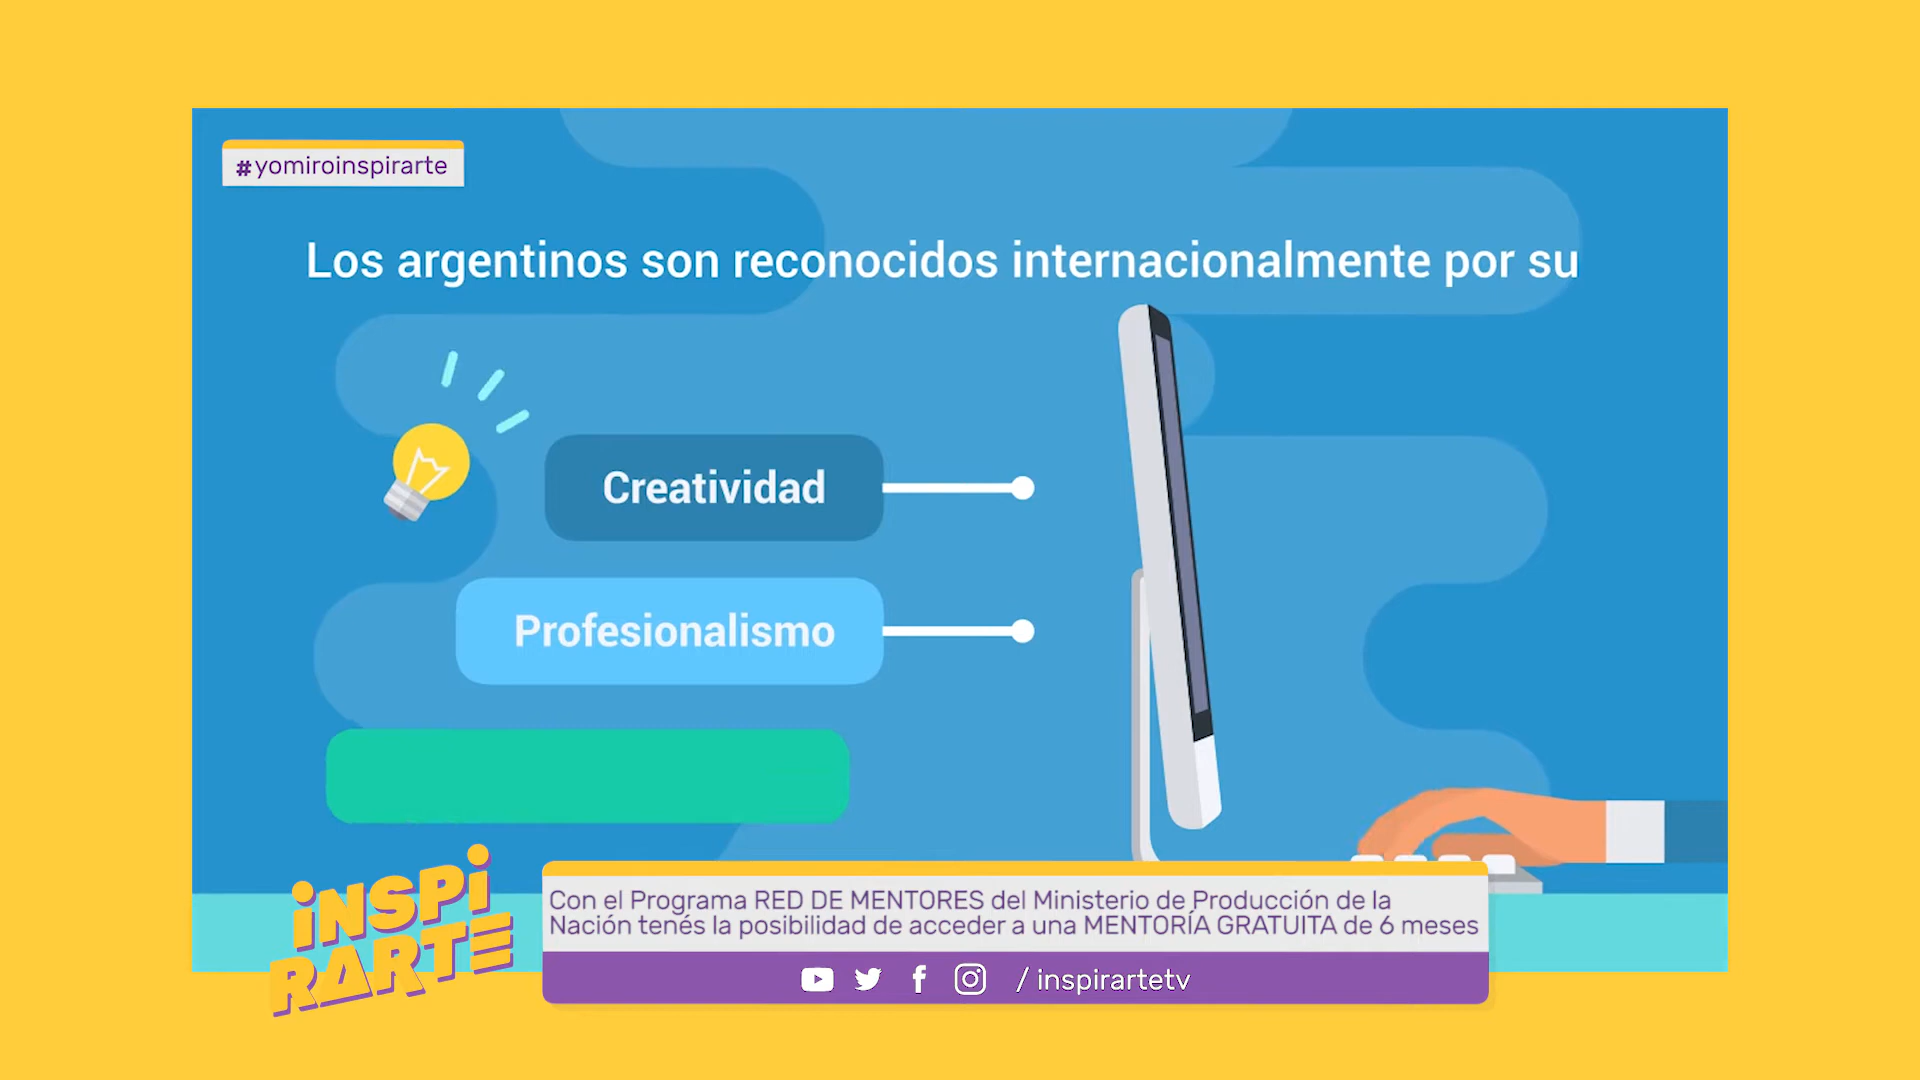 #yomiroinspirarte
Los argentinos son reconocidos internacionalmente por su
Creatividad
Profesionalismo
INSPI
RARTE
Con el Programa RED DE MENTORES del Ministerio de Producción de la
Nación tenés la posibilidad de acceder a una MENTORÍA GRATUITA de 6 meses
/ inspirartetv